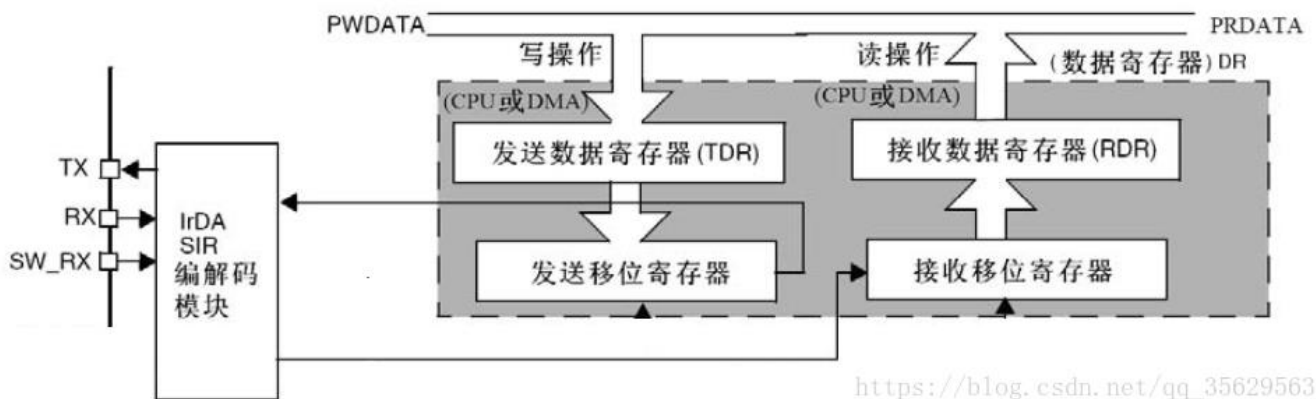 PWDATA
PRDATA
写操作
读操作
(数据寄存器) DR
(CPU或DMA)
(CPU或DMA)
发送数据寄存器(TDR)
接收数据寄存器(RDR)
TX
RX
SW_RX
IrDA
SIR
编解码
模块
发送移位寄存器
接收移位寄存器
https://blog.csdn.net/qq_35629563